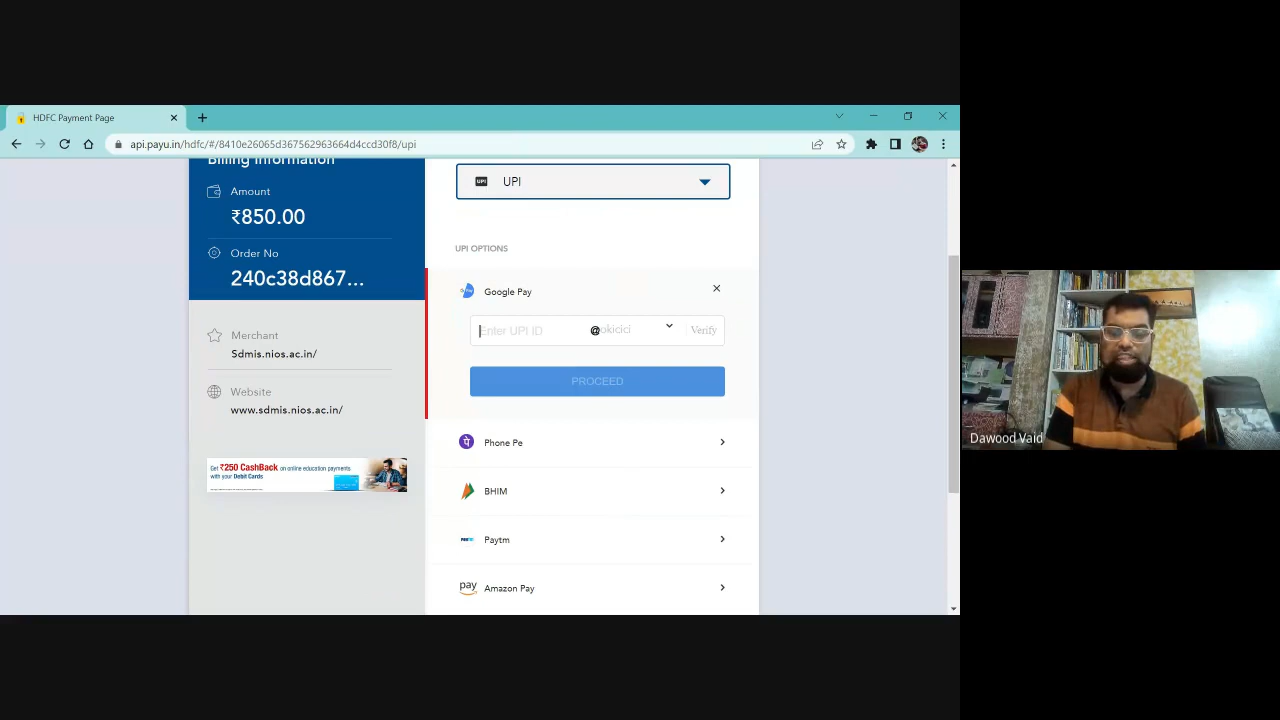 HDFC Payment Page
api.payu.in/hdfc/#/8410e26065d367562963664d4ccd30f8/upi
Billing Information
Amount
₹850.00
Order No
240c38d867...
Merchant
Sdmis.nios.ac.in/
Website
www.sdmis.nios.ac.in/
Get ₹250 CashBack on online education payments
with your Debit Cards
UPI
UPI
UPI OPTIONS
Google Pay
Enter UPI ID
@okicici
Verify
PROCEED
पे
Phone Pe
BHIM
Paytm
pay
Amazon Pay
Dawood Vaid